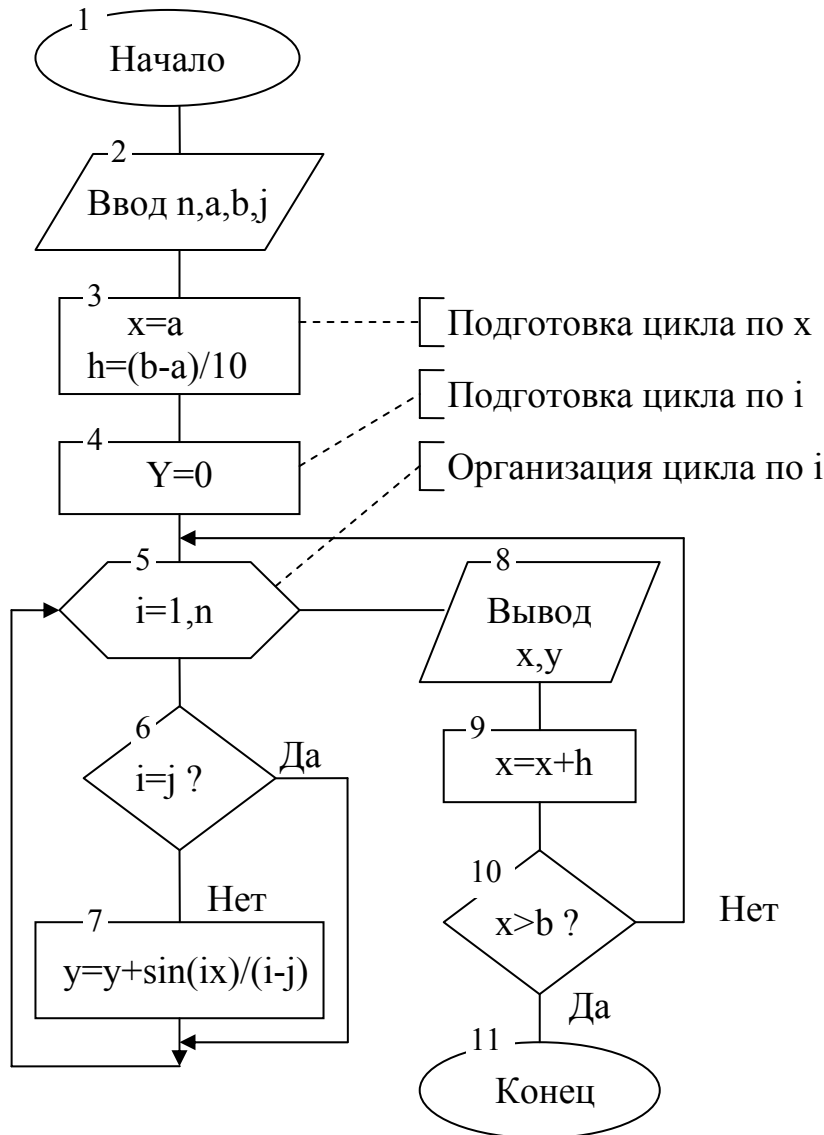 1
Начало
2
Ввод n,a,b,j
3
x=a
h=(b-a)/10
Подготовка цикла по x
4
Y=0
Подготовка цикла по i
Организация цикла по i
5
i=1,n
8
Вывод
x,y
6
i=j ?
Да
9
x=x+h
10
x>b ?
Нет
Нет
7
y=y+sin(ix)/(i-j)
Да
11
Конец